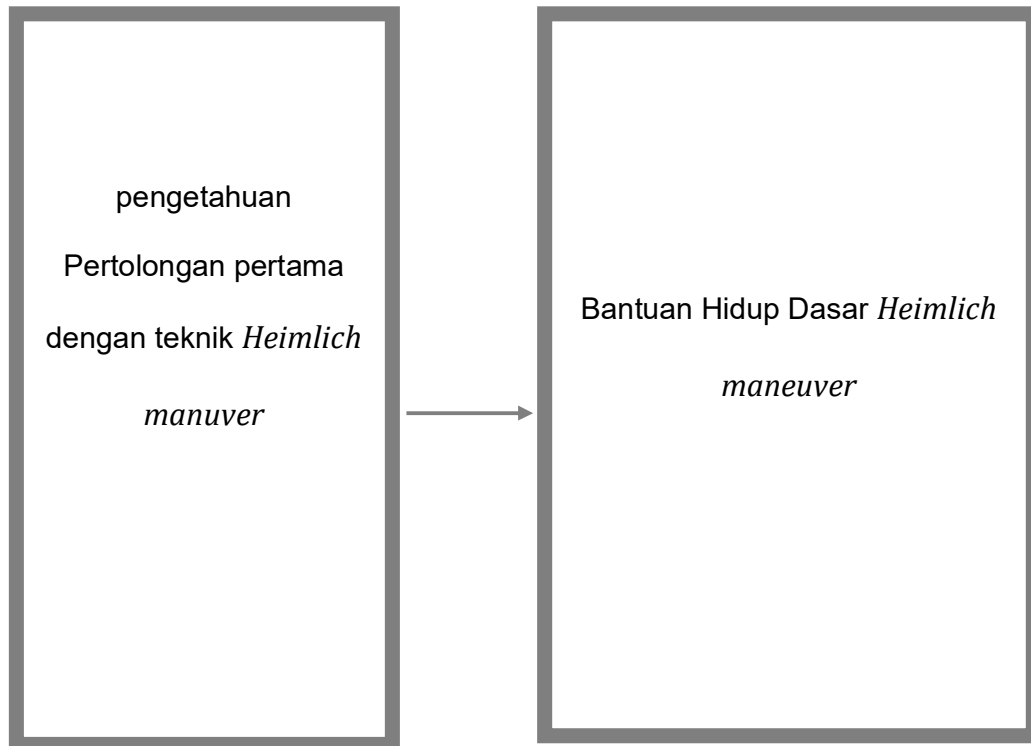 pengetahuan
Pertolongan pertama
dengan teknik Heimlich
manuver
Bantuan Hidup Dasar Heimlich
maneuver